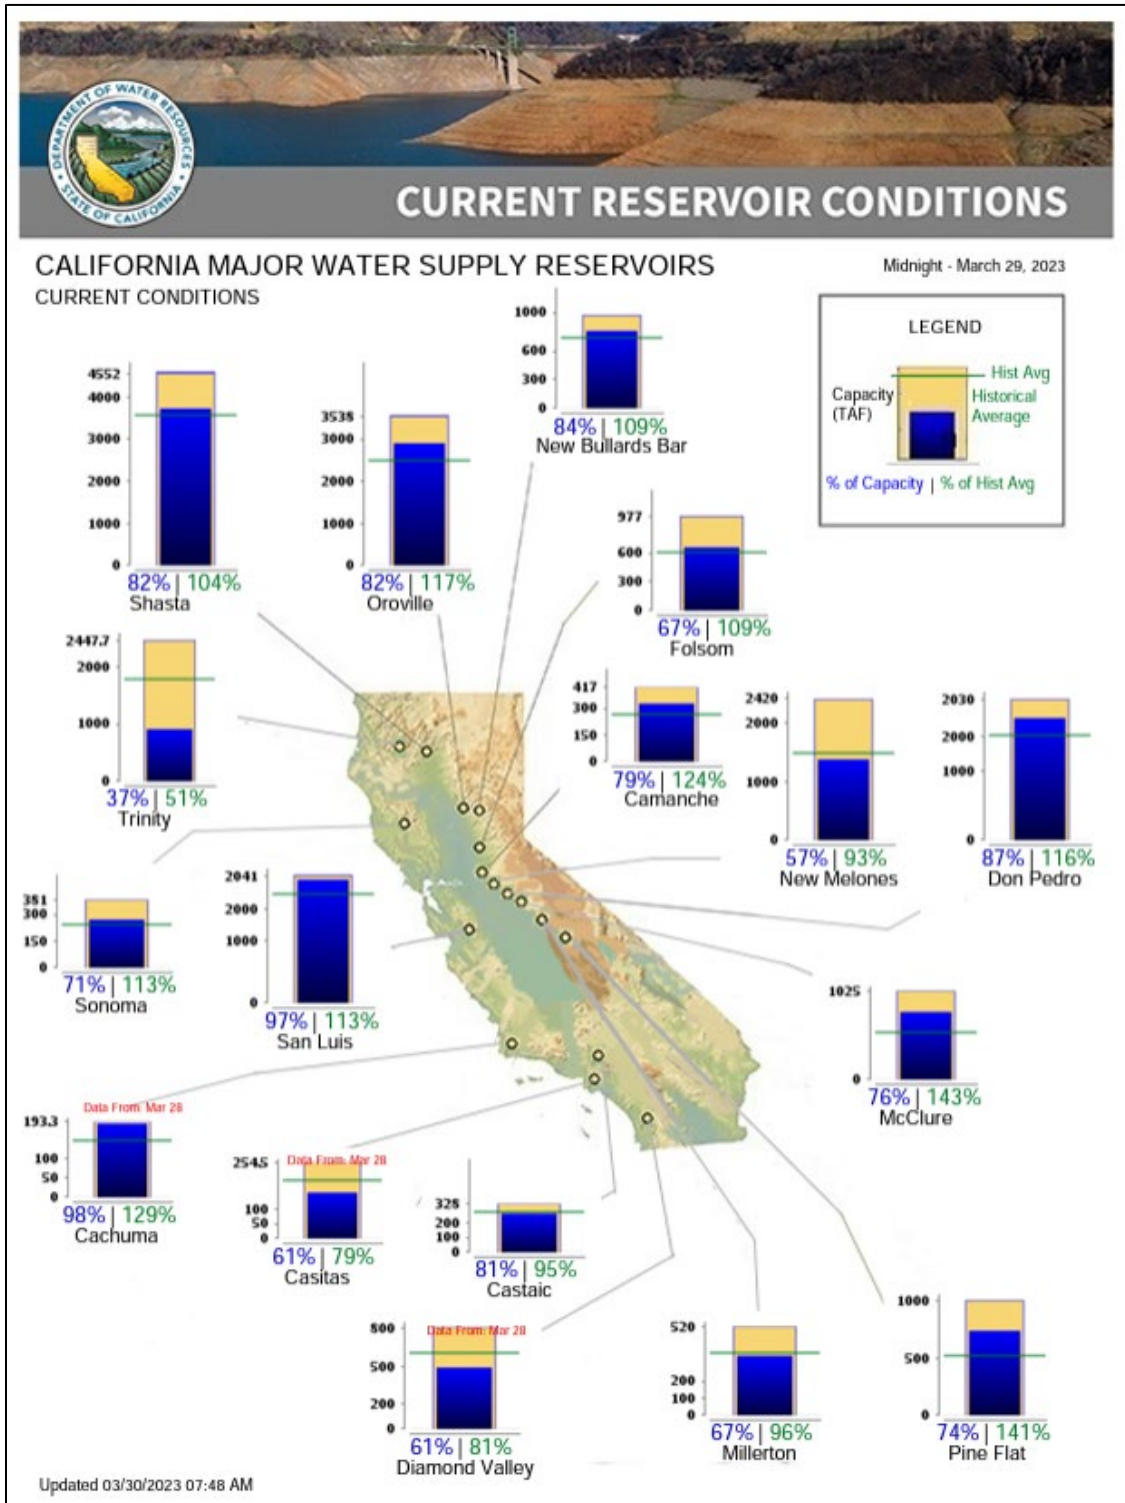 DEPARTMENT OF WATER RESOURCES
STATE OF CALIFORNIA
CURRENT RESERVOIR CONDITIONS
CALIFORNIA MAJOR WATER SUPPLY RESERVOIRS
Midnight - March 29, 2023
CURRENT CONDITIONS
LEGEND
Hist Avg
Capacity
(TAF)
Historical
Average
% of Capacity | % of Hist Avg
1000
600
300
0
84% | 109%
New Bullards Bar
4552
4000
3000
2000
1000
0
82% | 104%
Shasta
3538
3000
2000
1000
0
82% | 117%
Oroville
977
600
300
0
67% | 109%
Folsom
2447.7
2000
1000
0
37% | 51%
Trinity
417
300
150
0
79% | 124%
Camanche
2420
2000
1000
0
57% | 93%
New Melones
2030
2000
1000
0
87% | 116%
Don Pedro
381
300
150
0
71% | 113%
Sonoma
2041
2000
1000
0
97% | 113%
San Luis
1025
0
76% | 143%
McClure
Data From: Mar 28
193.3
100
50
0
98% | 129%
Cachuma
Data From: Mar 28
254.5
100
50
0
61% | 79%
Casitas
325
200
100
0
81% | 95%
Castaic
Data From: Mar 28
800
500
200
0
61% | 81%
Diamond Valley
520
200
100
0
67% | 96%
Millerton
1000
500
0
74% | 141%
Pine Flat
Updated 03/30/2023 07:48 AM